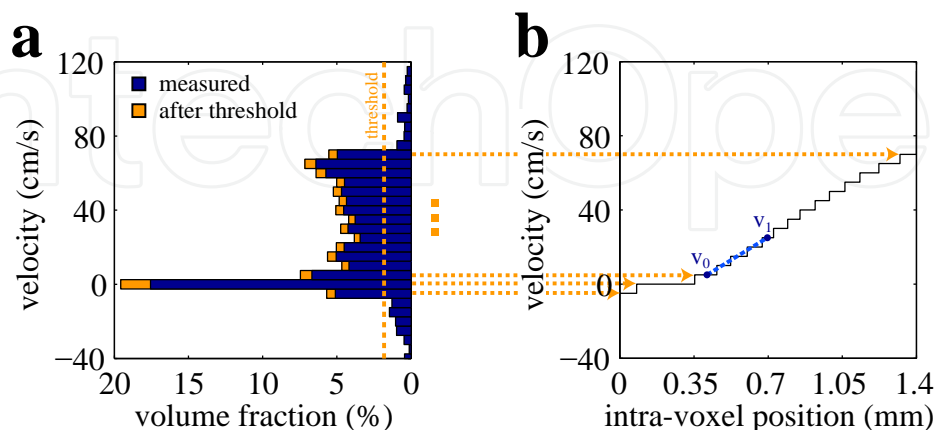 a
120
80
40
0
−40
velocity (cm/s)
measured
after threshold
threshold
20
15
10
5
0
volume fraction (%)
b
120
80
40
0
−40
velocity (cm/s)
v0
v1
0
0.35
0.7
1.05
1.4
intra-voxel position (mm)
ntechOpe